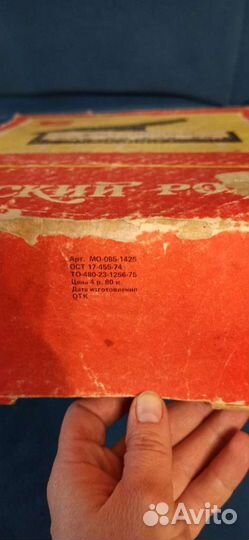 СКИЙ РО
Арт. МО-085-1425
ОСТ 17-455-74
ТО-480-23-1256-75
Цена 4 р. 80 к.
Дата изготовления
ОТК
Avito